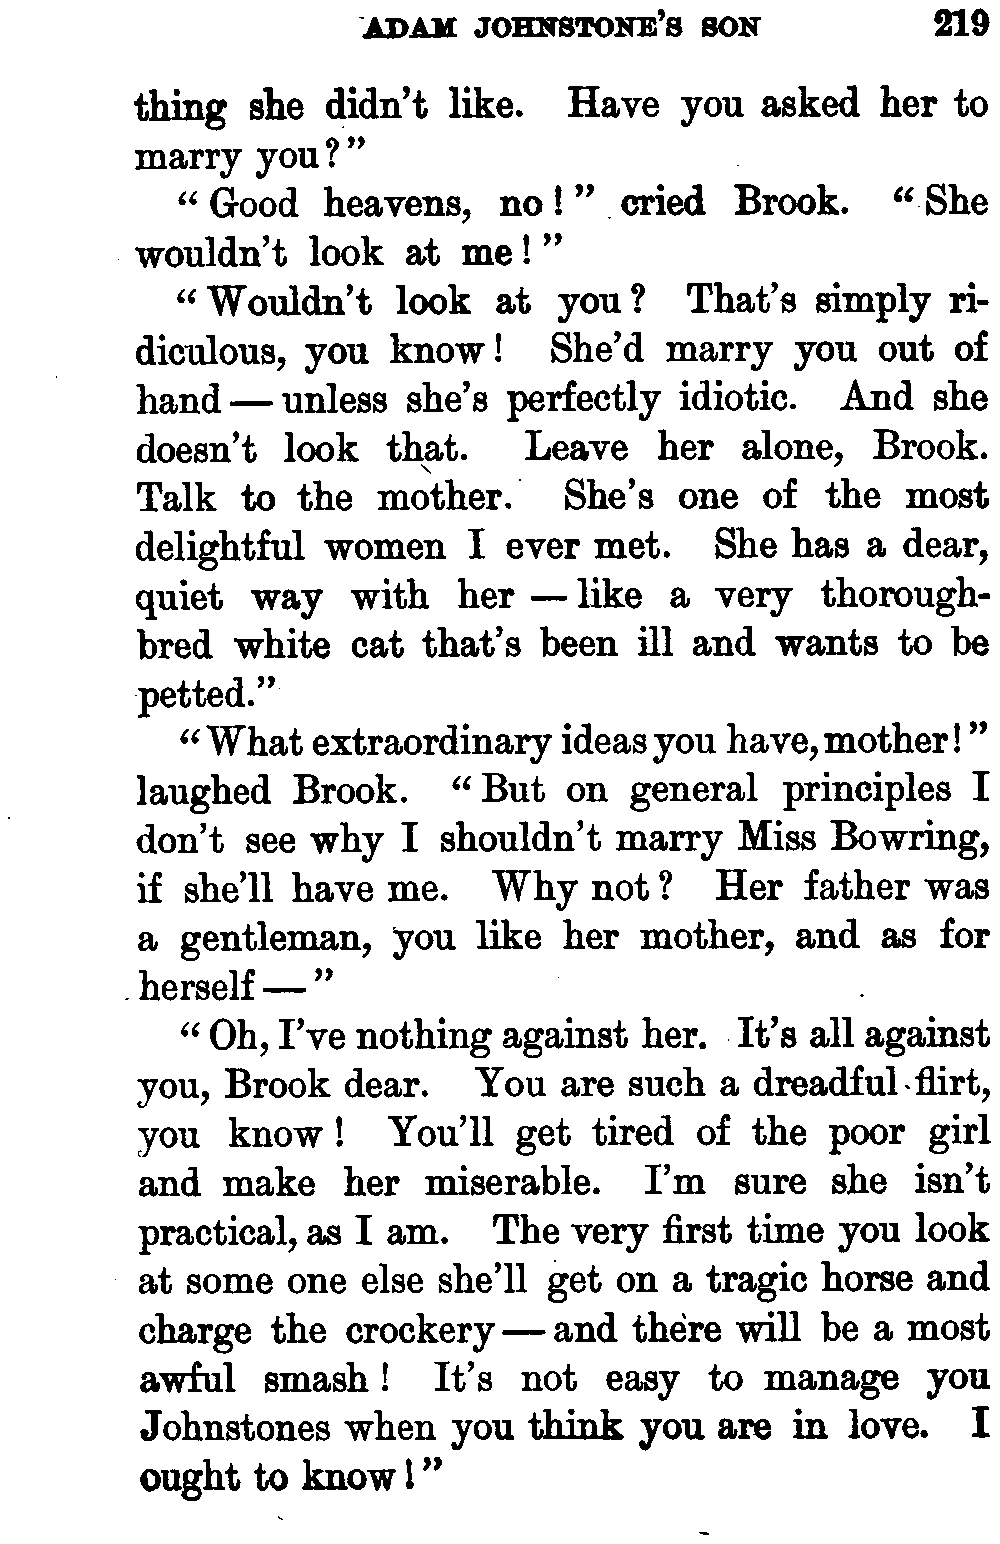 ADAM JOHNSTONE'S SON 219
thing she didn't like. Have you asked her to
marry you?"
"Good heavens, no!" cried Brook. "She
wouldn't look at me!"
"Wouldn't look at you? That's simply ri-
diculous, you know! She'd marry you out of
hand — unless she's perfectly idiotic. And she
doesn't look that. Leave her alone, Brook.
Talk to the mother. She's one of the most
delightful women I ever met. She has a dear,
quiet way with her — like a very thorough-
bred white cat that's been ill and wants to be
petted."
"What extraordinary ideas you have, mother!"
laughed Brook. "But on general principles I
don't see why I shouldn't marry Miss Bowring,
if she'll have me. Why not? Her father was
a gentleman, you like her mother, and as for
herself — "
"Oh, I've nothing against her. It's all against
you, Brook dear. You are such a dreadful flirt,
you know! You'll get tired of the poor girl
and make her miserable. I'm sure she isn't
practical, as I am. The very first time you look
at some one else she'll get on a tragic horse and
charge the crockery — and there will be a most
awful smash! It's not easy to manage you
Johnstones when you think you are in love. I
ought to know!"